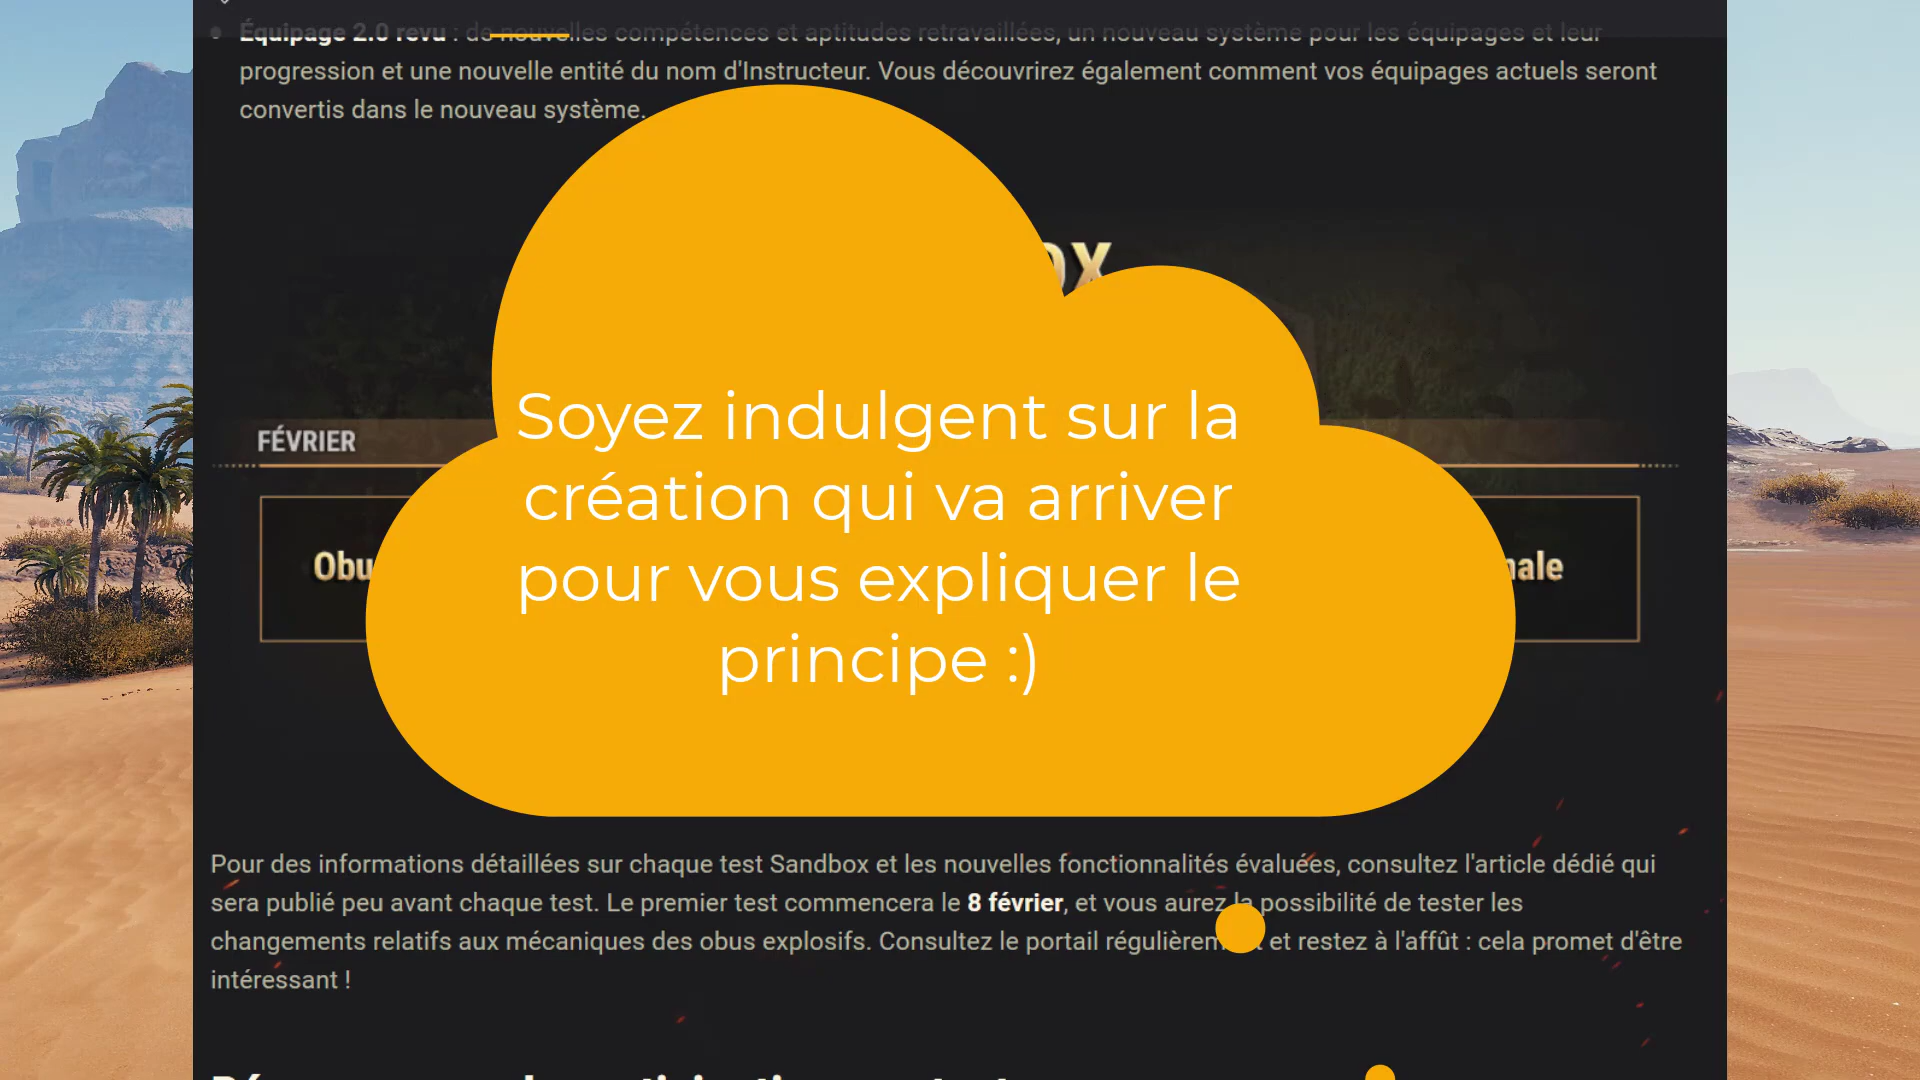 Équipage 2.0 revu : de nouvelles compétences et aptitudes retravaillées, un nouveau système pour les équipages et leur
progression et une nouvelle entité du nom d'Instructeur. Vous découvrirez également comment vos équipages actuels seront
convertis dans le nouveau système.
Soyez indulgent sur la
création qui va arriver
pour vous expliquer le
principe :)
FÉVRIER
Pour des informations détaillées sur chaque test Sandbox et les nouvelles fonctionnalités évaluées, consultez l'article dédié qui
sera publié peu avant chaque test. Le premier test commencera le 8 février, et vous aurez la possibilité de tester les
changements relatifs aux mécaniques des obus explosifs. Consultez le portail régulièrement et restez à l'affût : cela promet d'être
intéressant !